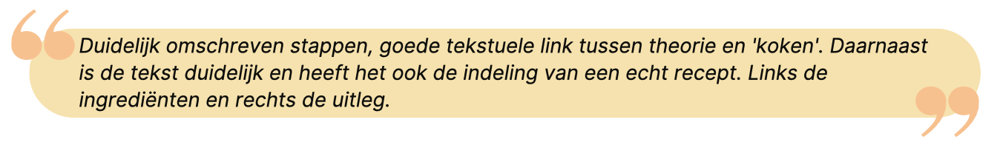 Duidelijk omschreven stappen, goede tekstuele link tussen theorie en 'koken'. Daarnaast
is de tekst duidelijk en heeft het ook de indeling van een echt recept. Links de
ingrediënten en rechts de uitleg.